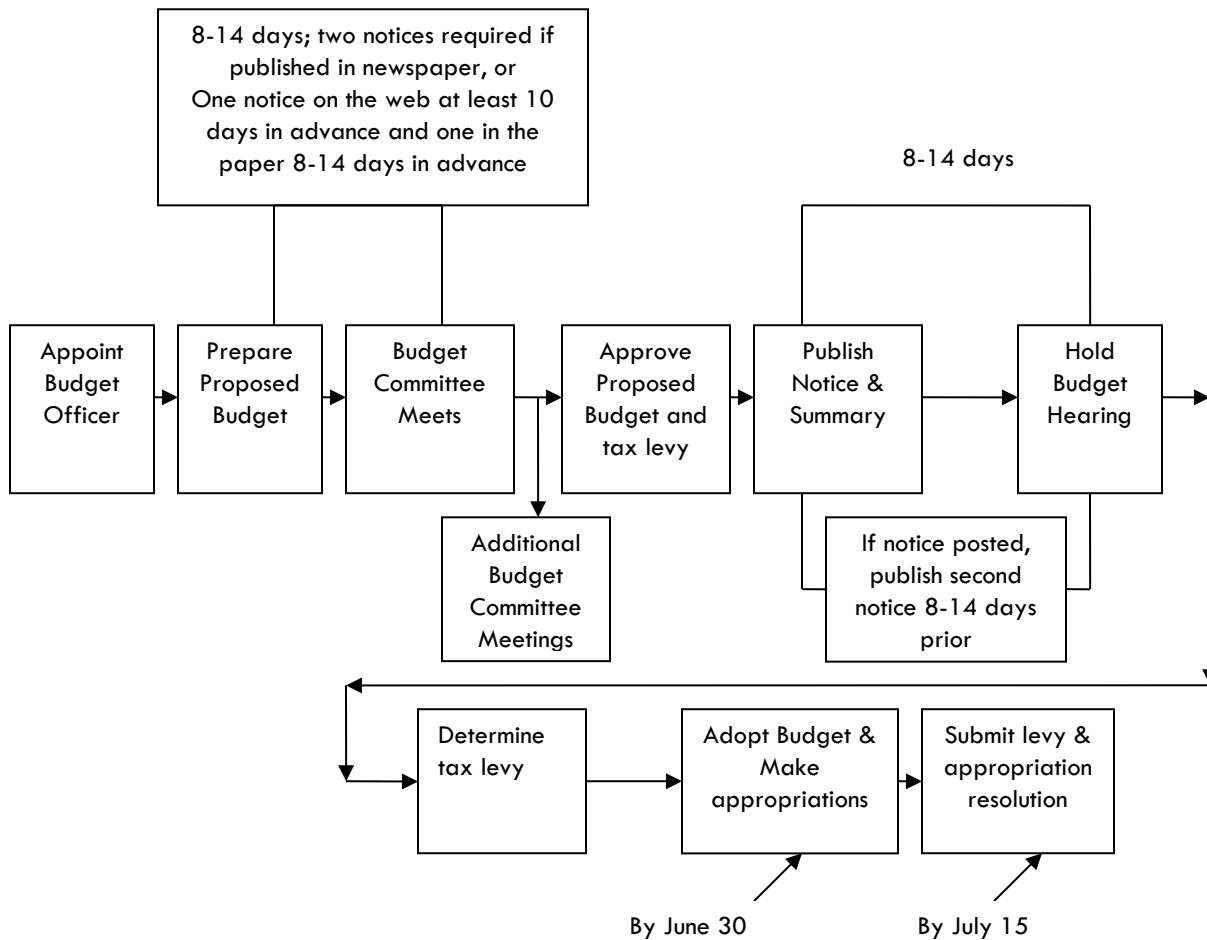 8-14 days; two notices required if
published in newspaper, or
One notice on the web at least 10
days in advance and one in the
paper 8-14 days in advance
8-14 days
Appoint
Budget
Officer
Prepare
Proposed
Budget
Budget
Committee
Meets
Approve
Proposed
Budget and
tax levy
Publish
Notice &
Summary
Hold
Budget
Hearing
Additional
Budget
Committee
Meetings
If notice posted,
publish second
notice 8-14 days
prior
Determine
tax levy
Adopt Budget &
Make
appropriations
Submit levy &
appropriation
resolution
By June 30
By July 15